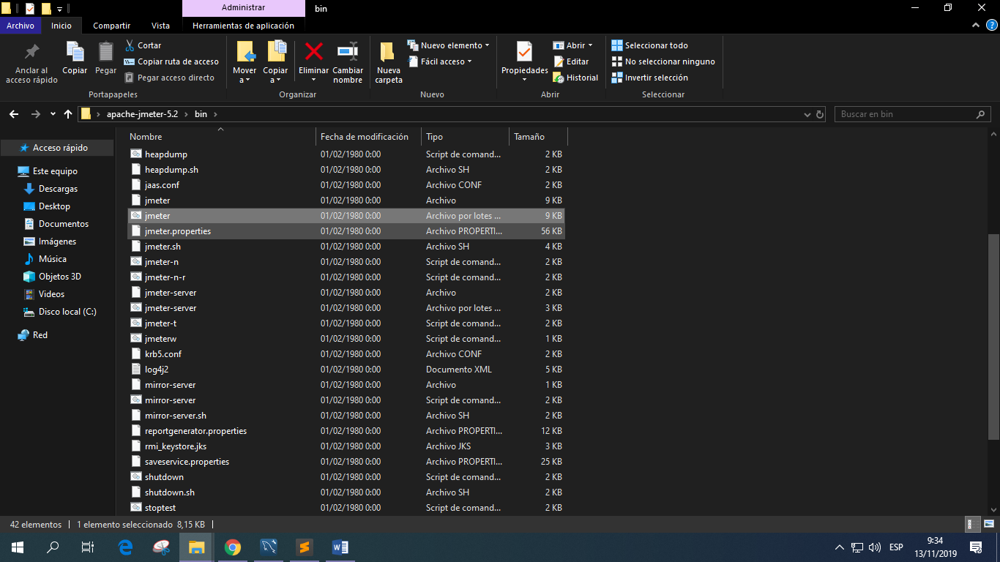 Administrar
bin
Archivo
Inicio
Compartir
Vista
Herramientas de aplicación
Anclar al
acceso rápido
Copiar
Pegar
Cortar
Copiar ruta de acceso
Pegar acceso directo
Portapapeles
Mover
a
Copiar
a
Eliminar
Cambiar
nombre
Organizar
Nueva
carpeta
Nuevo elemento
Fácil acceso
Nuevo
Propiedades
Abrir
Editar
Historial
Abrir
Seleccionar todo
No seleccionar ninguno
Invertir selección
Seleccionar
apache-jmeter-5.2 › bin ›
Buscar en bin
Acceso rápido
Este equipo
Descargas
Desktop
Documentos
Imágenes
Música
Objetos 3D
Videos
Disco local (C:)
Red
Nombre Fecha de modificación Tipo Tamaño
heapdump 01/02/1980 0:00 Script de comand... 2 KB
heapdump.sh 01/02/1980 0:00 Archivo SH 2 KB
jaas.conf 01/02/1980 0:00 Archivo CONF 2 KB
jmeter 01/02/1980 0:00 Archivo 9 KB
jmeter 01/02/1980 0:00 Archivo por lotes ... 9 KB
jmeter.properties 01/02/1980 0:00 Archivo PROPERTI... 56 KB
jmeter.sh 01/02/1980 0:00 Archivo SH 4 KB
jmeter-n 01/02/1980 0:00 Script de comand... 2 KB
jmeter-n-r 01/02/1980 0:00 Script de comand... 2 KB
jmeter-server 01/02/1980 0:00 Archivo 2 KB
jmeter-server 01/02/1980 0:00 Archivo por lotes ... 3 KB
jmeter-t 01/02/1980 0:00 Script de comand... 2 KB
jmeterw 01/02/1980 0:00 Script de comand... 1 KB
krb5.conf 01/02/1980 0:00 Archivo CONF 2 KB
log4j2 01/02/1980 0:00 Documento XML 5 KB
mirror-server 01/02/1980 0:00 Archivo 1 KB
mirror-server 01/02/1980 0:00 Script de comand... 2 KB
mirror-server.sh 01/02/1980 0:00 Archivo SH 2 KB
reportgenerator.properties 01/02/1980 0:00 Archivo PROPERTI... 12 KB
rmi_keystore.jks 01/02/1980 0:00 Archivo JKS 3 KB
saveservice.properties 01/02/1980 0:00 Archivo PROPERTI... 25 KB
shutdown 01/02/1980 0:00 Script de comand... 2 KB
shutdown.sh 01/02/1980 0:00 Archivo SH 2 KB
stoptest 01/02/1980 0:00 Script de comand... 2 KB
42 elementos
1 elemento seleccionado 8,15 KB
ESP
9:34
13/11/2019